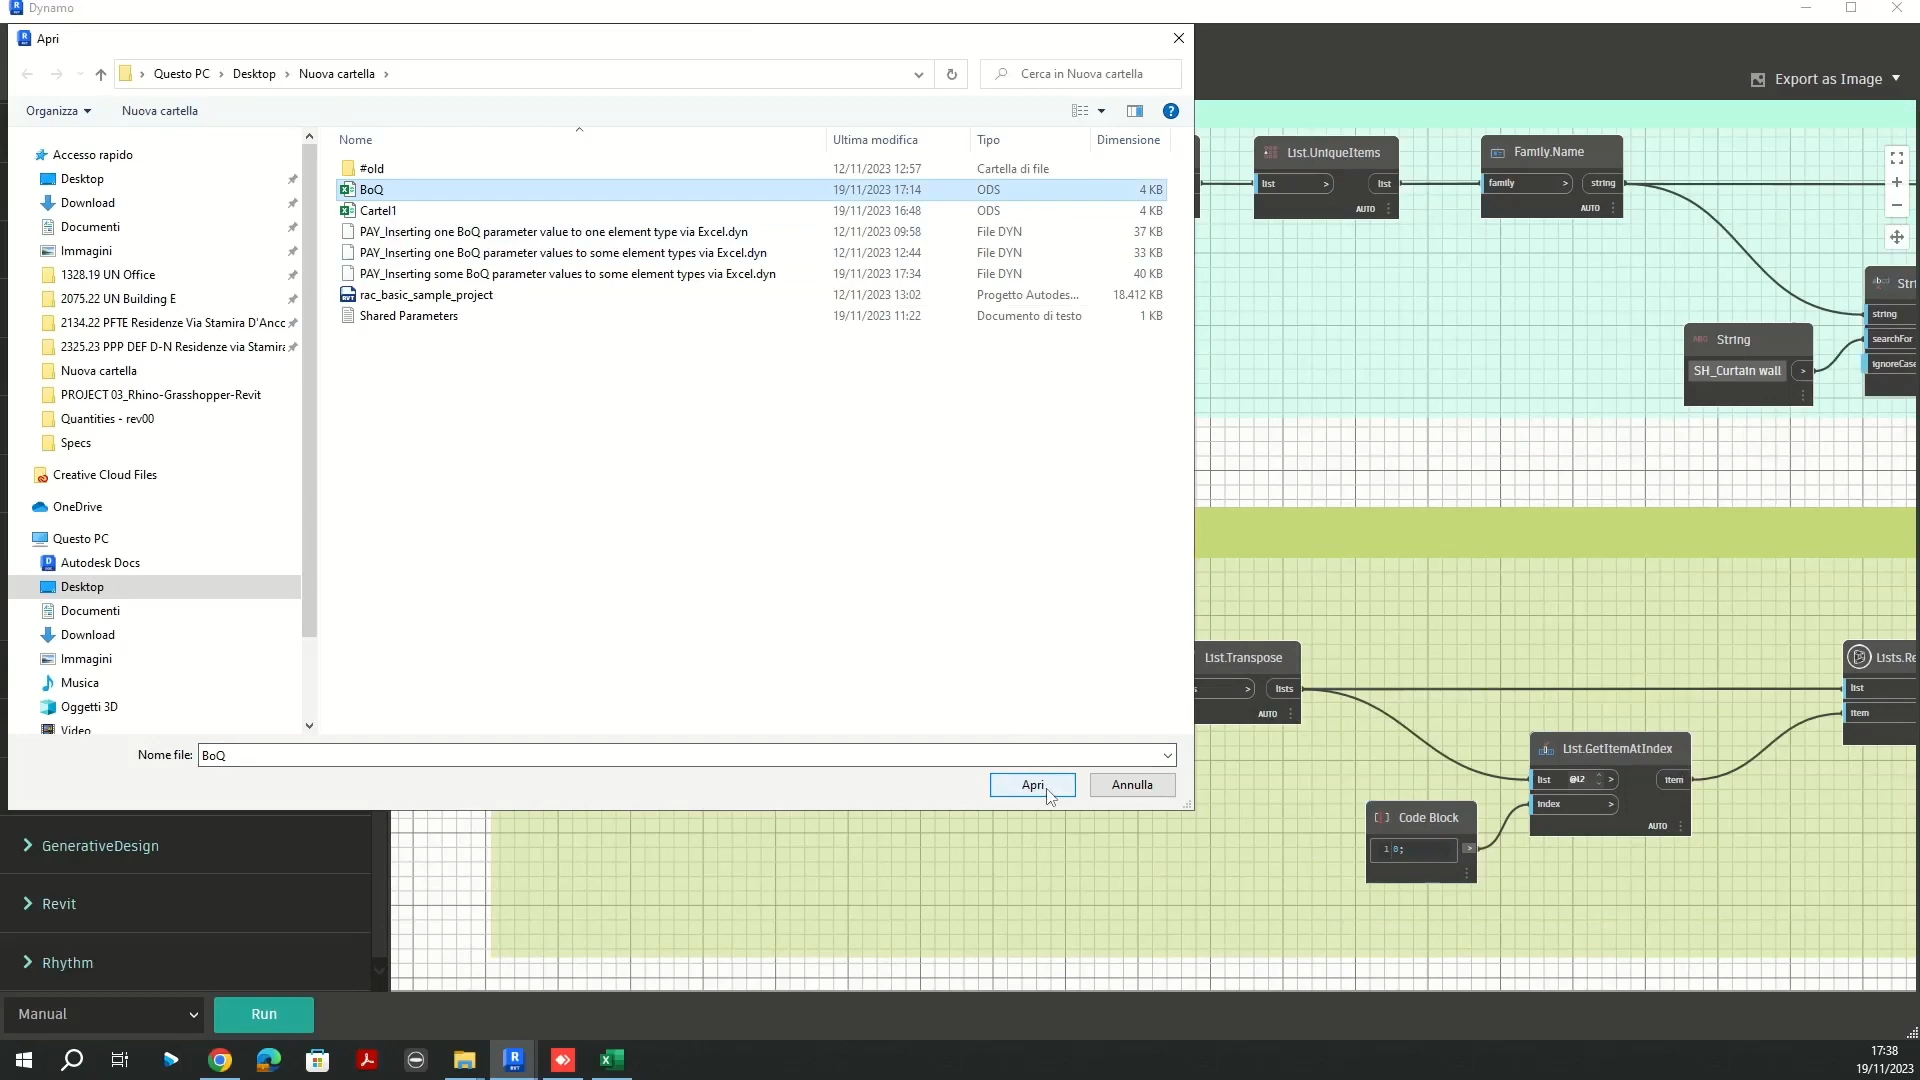 Dynamo
Apri
Questo PC
Desktop
Nuova cartella
Cerca in Nuova cartella
Export as Image
Organizza
Nuova cartella
Nome
Ultima modifica
Tipo
Dimensione
Accesso rapido
Desktop
Download
Documenti
Immagini
1328.19 UN Office
2075.22 UN Building E
2134.22 PFTE Residenze Via Stamira D'Anco
2325.23 PPP DEF D-N Residenze via Stamira
Nuova cartella
PROJECT 03_Rhino-Grasshopper-Revit
Quantities - rev00
Specs
Creative Cloud Files
OneDrive
Questo PC
Autodesk Docs
Desktop
Documenti
Download
Immagini
Musica
Oggetti 3D
Video
#old 12/11/2023 12:57 Cartella di file
BoQ 19/11/2023 17:14 ODS 4 KB
Cartel1 19/11/2023 16:48 ODS 4 KB
PAY_Inserting one BoQ parameter value to one element type via Excel.dyn 12/11/2023 09:58 File DYN 37 KB
PAY_Inserting one BoQ parameter values to some element types via Excel.dyn 12/11/2023 12:44 File DYN 33 KB
PAY_Inserting some BoQ parameter values to some element types via Excel.dyn 19/11/2023 17:34 File DYN 40 KB
rac_basic_sample_project 12/11/2023 13:02 Progetto Autodes... 18.412 KB
Shared Parameters 19/11/2023 11:22 Documento di testo 1 KB
Nome file: BoQ
Apri
Annulla
List.UniqueItems
list > list
AUTO
Family.Name
family > string
AUTO
String
SH_Curtain wall >
Str
string
searchFor
ignoreCase
List.Transpose
s > lists
AUTO
List.GetItemAtIndex
list @L2 > item
index >
AUTO
Code Block
1 0; >
Lists.Re
list
item
GenerativeDesign
Revit
Rhythm
Manual
Run
17:38
19/11/2023